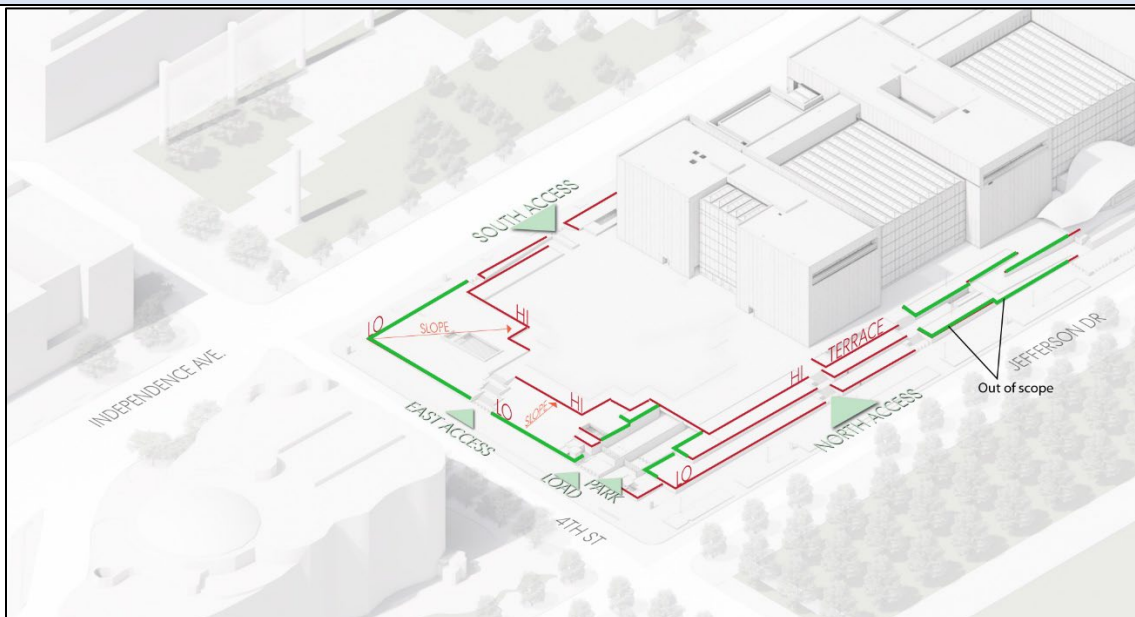 SOUTH ACCESS
LO
SLOPE
HI
INDEPENDENCE AVE.
TERRACE
HI
JEFFERSON DR
Out of scope
HI
SLOPE
LO
EAST ACCESS
NORTH ACCESS
LO
LOAD
PARK
4TH ST